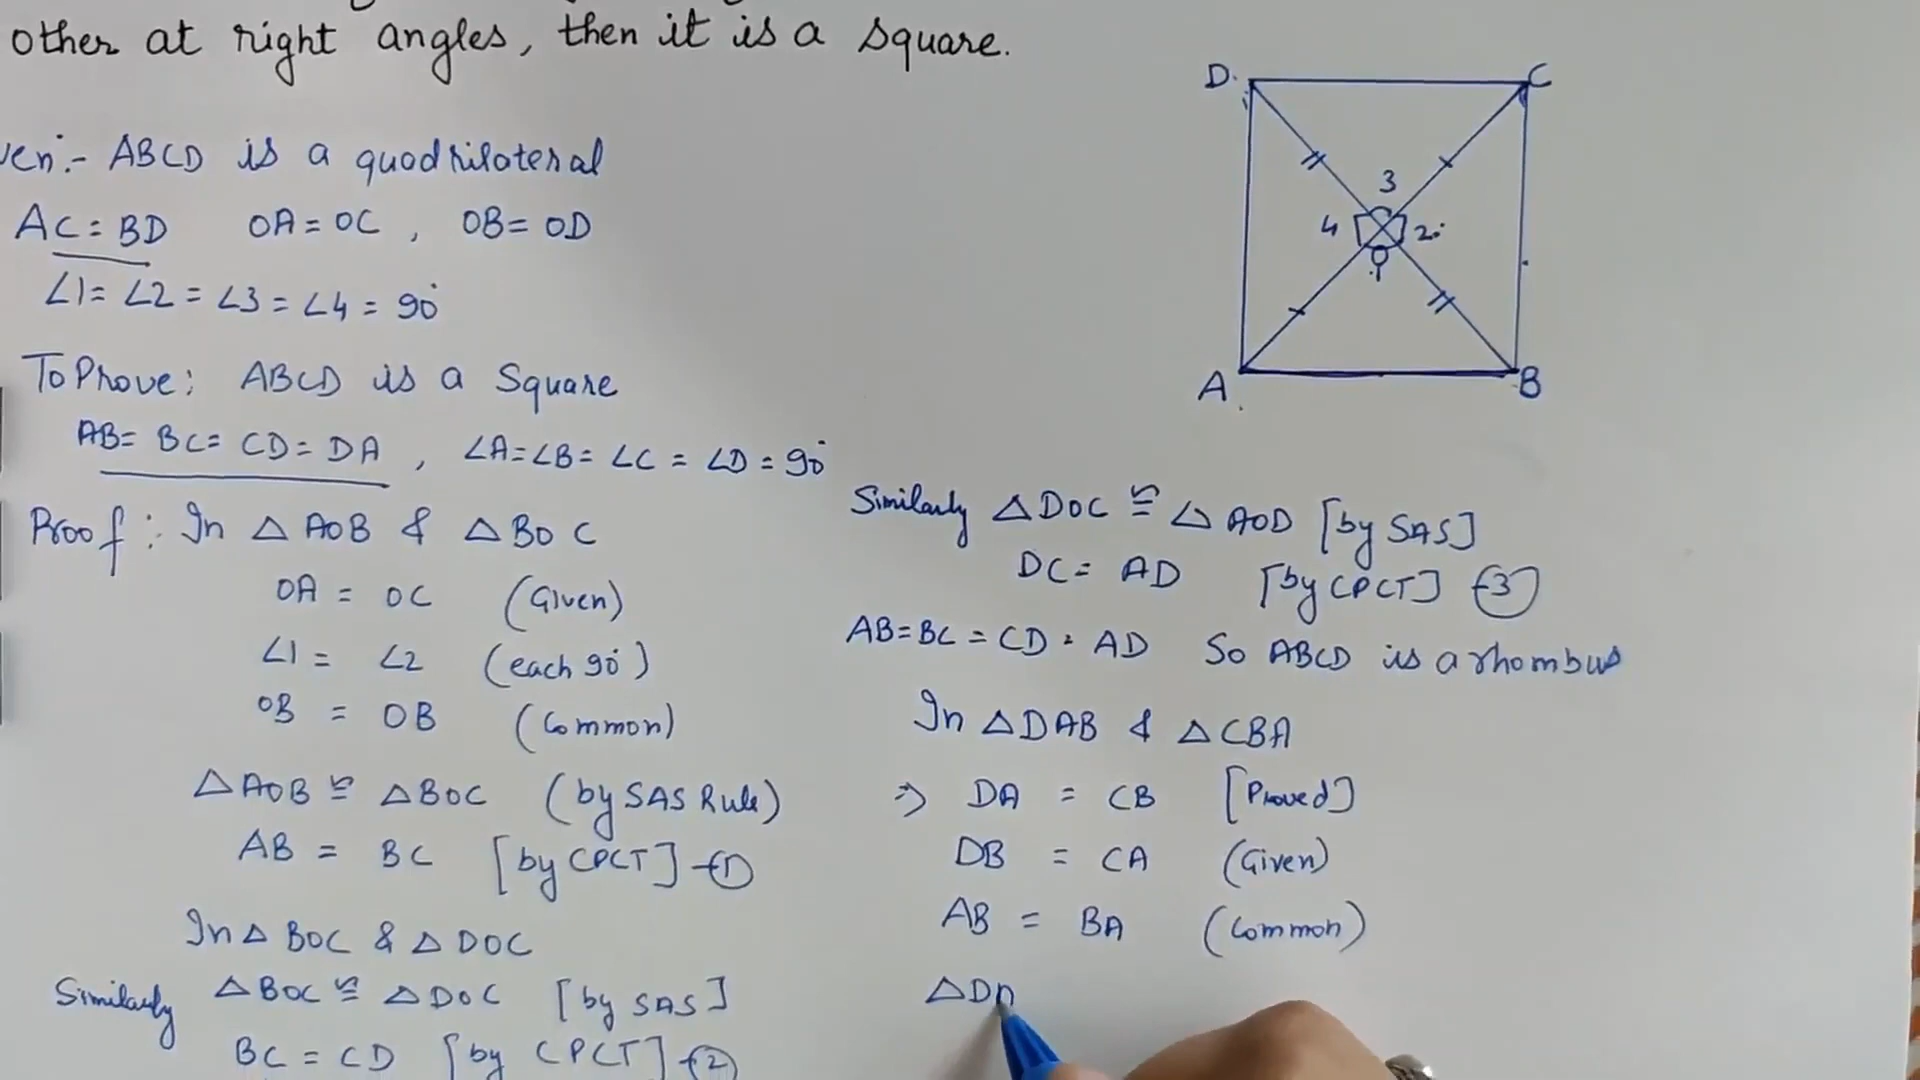 other at right angles, then it is a square.
ven:- ABCD is a quadrilateral
AC = BD OA = OC , OB = OD
∠1 = ∠2 = ∠3 = ∠4 = 90°
To Prove: ABCD is a Square
AB = BC = CD = DA , ∠A = ∠B = ∠C = ∠D = 90°
Proof : In △ AOB & △ BOC
OA = OC (Given)
∠1 = ∠2 (each 90°)
OB = OB (Common)
△AOB ≅ △BOC (by SAS Rule)
AB = BC [by CPCT] -①
In △ BOC & △ DOC
Similarly △BOC ≅ △DOC [by SAS]
BC = CD [by CPCT] -②
D C
3
4 2
O
A B
Similarly △DOC ≅ △AOD [by SAS]
DC = AD [by CPCT] -③
AB = BC = CD = AD So ABCD is a rhombus
In △DAB & △CBA
⇒ DA = CB [Proved]
DB = CA (Given)
AB = BA (Common)
△DA